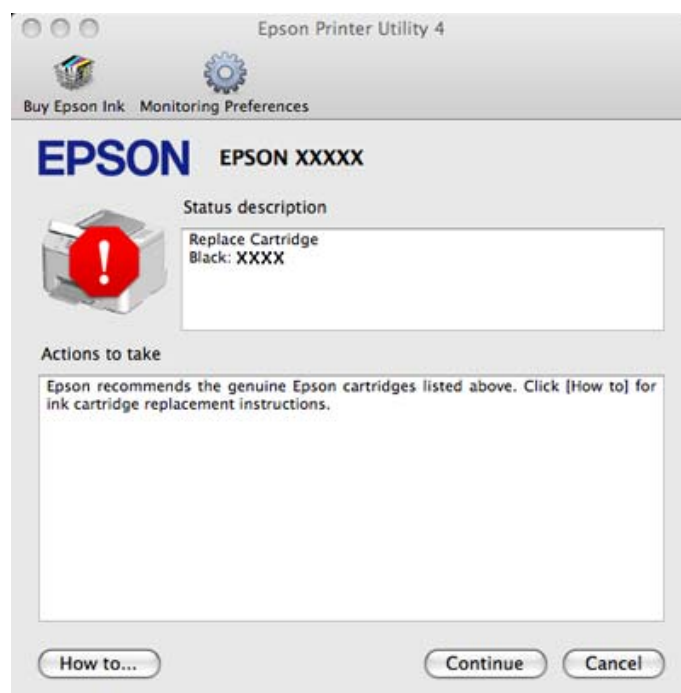 Epson Printer Utility 4
Buy Epson Ink Monitoring Preferences
EPSON EPSON XXXXX
Status description
Replace Cartridge
Black: XXXX
Actions to take
Epson recommends the genuine Epson cartridges listed above. Click [How to] for
ink cartridge replacement instructions.
How to... Continue Cancel